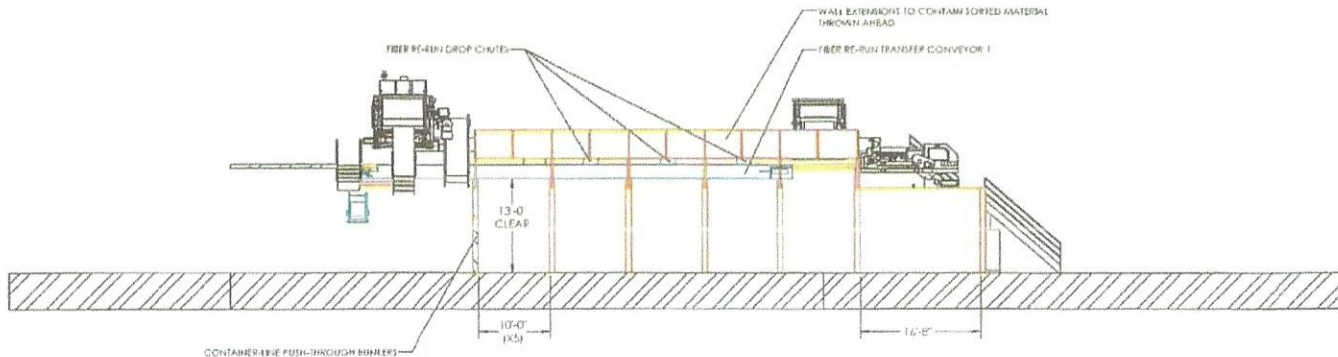 WALL EXTENSIONS TO CONTAIN SORTED MATERIAL
THROWN AHEAD
FIBER RE-RUN DROP CHUTES
FIBER RE-RUN TRANSFER CONVEYOR 1
13'-0
CLEAR
10'-0"
(X5)
16'-8"
CONTAINER-LINE PUSH-THROUGH BUNKERS